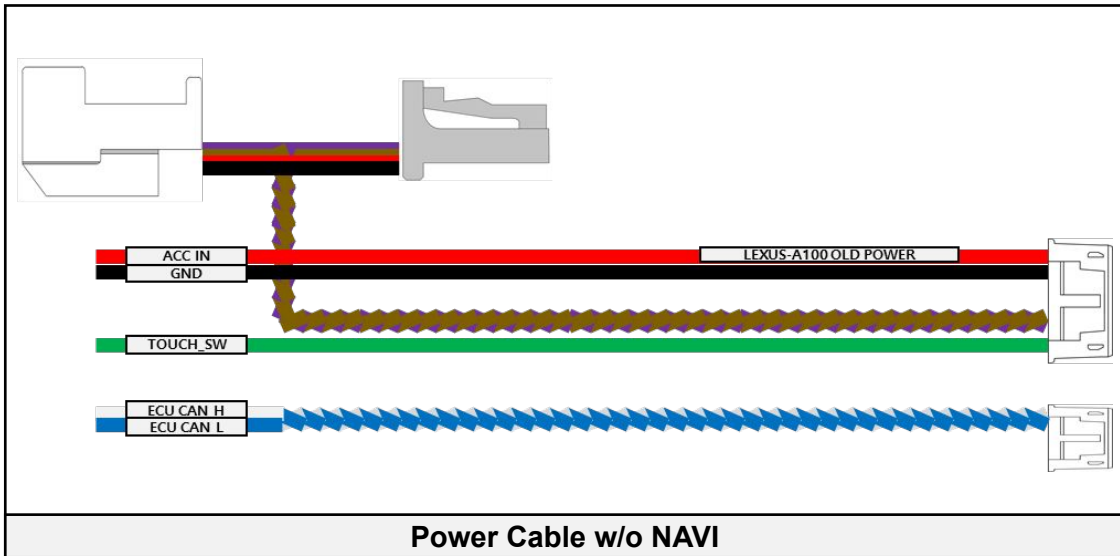 ACC IN
LEXUS-A100 OLD POWER
GND
TOUCH_SW
ECU CAN H
ECU CAN L
Power Cable w/o NAVI